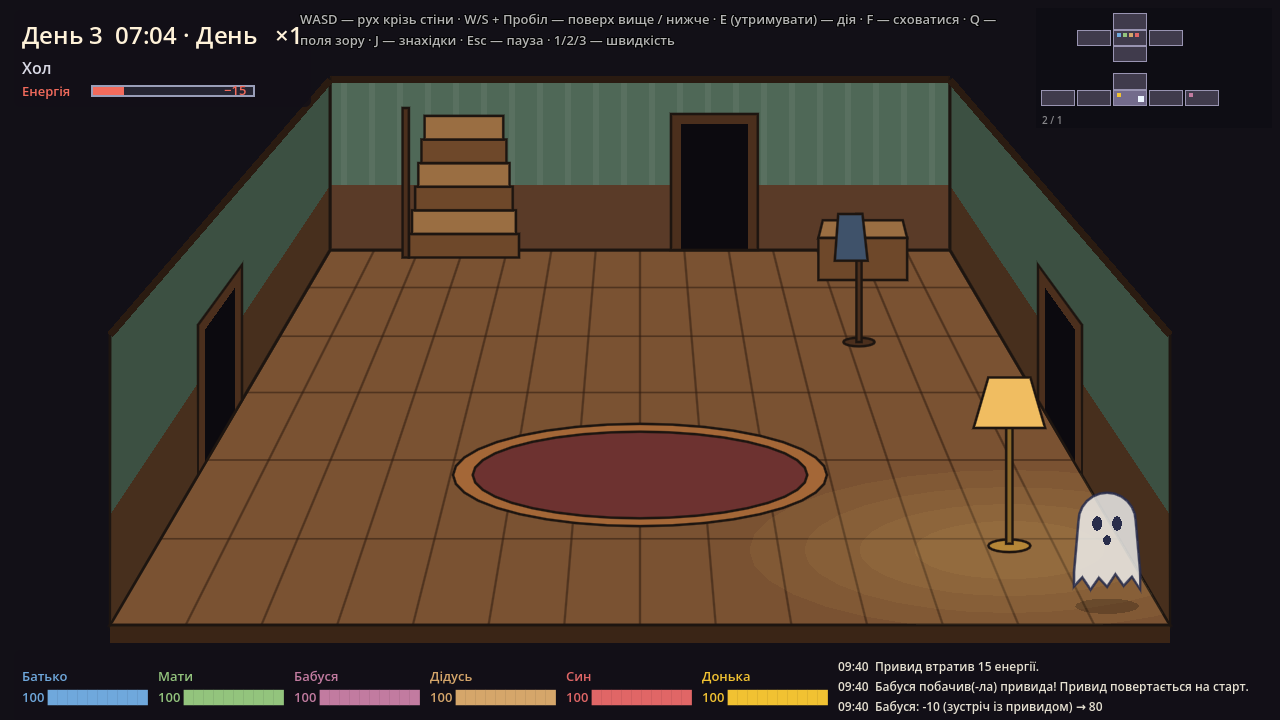 День 3  07:04 · День  ×1
WASD — рух крізь стіни · W/S + Пробіл — поверх вище / нижче · E (утримувати) — дія · F — сховатися · Q —
поля зору · J — знахідки · Esc — пауза · 1/2/3 — швидкість
Хол
Енергія −15
2 / 1
Батько Мати Бабуся Дідусь Син Донька
100 100 100 100 100 100
09:40 Привид втратив 15 енергії.
09:40 Бабуся побачив(-ла) привида! Привид повертається на старт.
09:40 Бабуся: -10 (зустріч із привидом) → 80